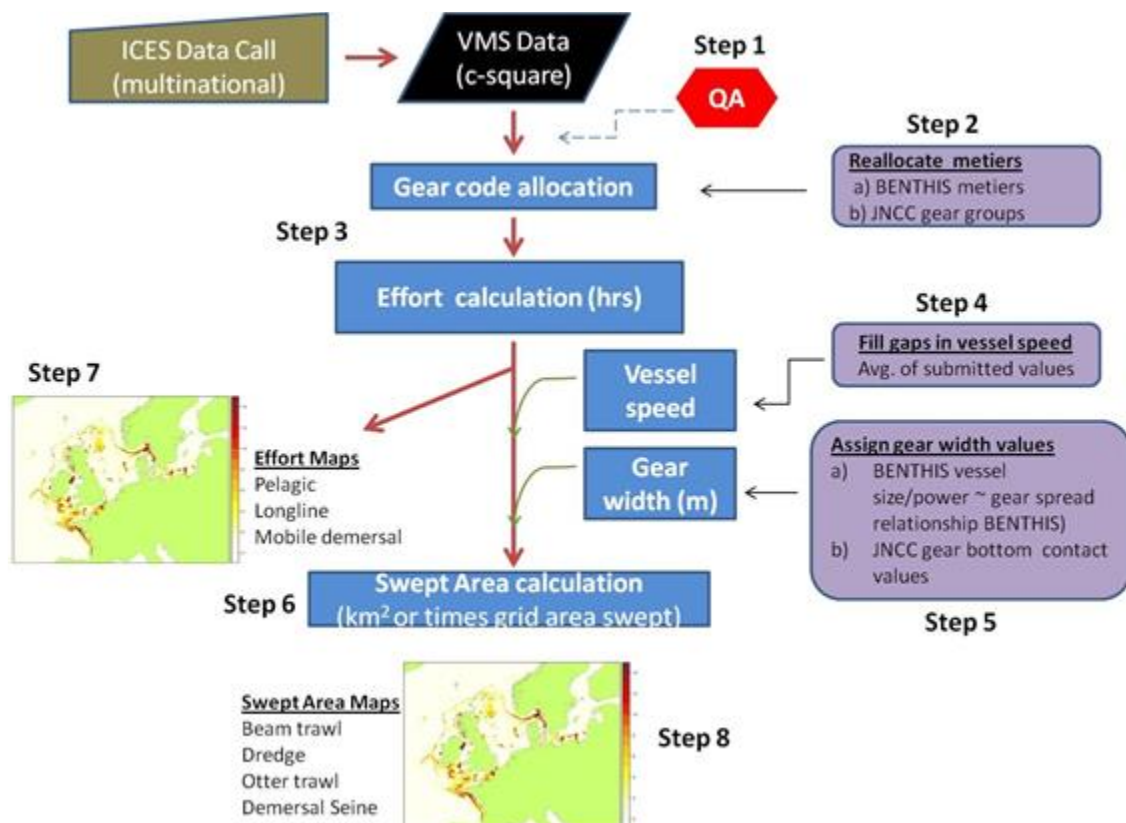 ICES Data Call
(multinational)
VMS Data
(c-square)
Step 1
QA
Step 2
Reallocate metiers
a) BENTHIS metiers
b) JNCC gear groups
Gear code allocation
Step 3
Effort calculation (hrs)
Step 4
Fill gaps in vessel speed
Avg. of submitted values
Vessel
speed
Step 7
Effort Maps
Pelagic
Longline
Mobile demersal
Gear
width (m)
Assign gear width values
a) BENTHIS vessel
size/power ~ gear spread
relationship BENTHIS)
b) JNCC gear bottom contact
values
Step 5
Step 6
Swept Area calculation
(km² or times grid area swept)
Swept Area Maps
Beam trawl
Dredge
Otter trawl
Demersal Seine
Step 8